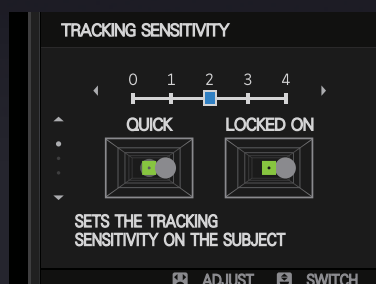 TRACKING SENSITIVITY
0 1 2 3 4
QUICK LOCKED ON
SETS THE TRACKING
SENSITIVITY ON THE SUBJECT
ADJUST SWITCH